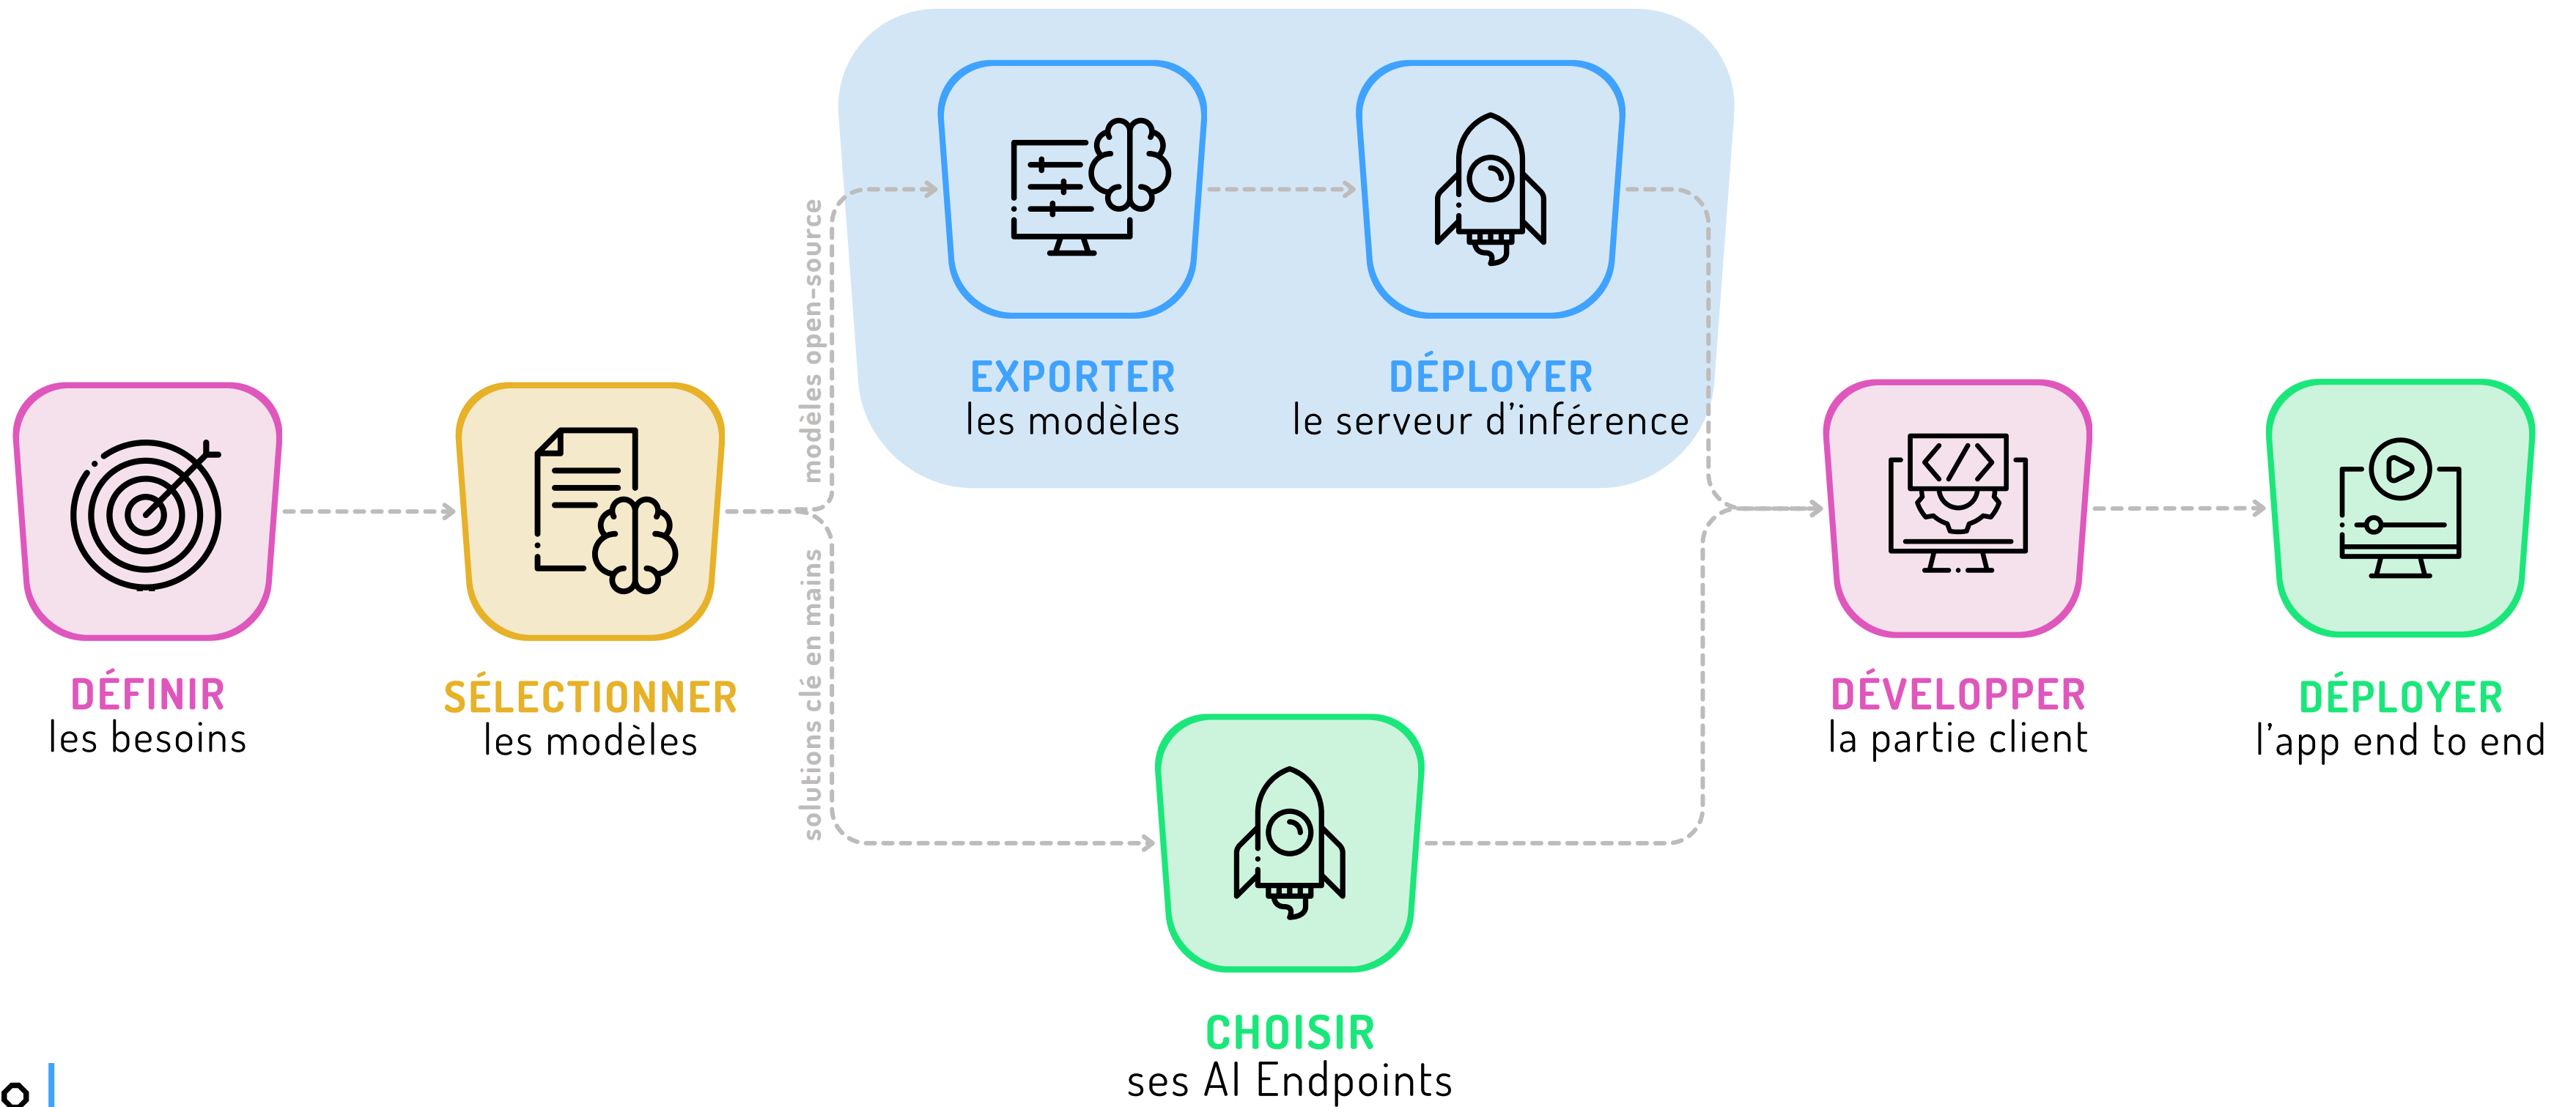 modèles open-source
EXPORTER
les modèles
DÉPLOYER
le serveur d'inférence
DÉFINIR
les besoins
SÉLECTIONNER
les modèles
solutions clé en mains
CHOISIR
ses AI Endpoints
DÉVELOPPER
la partie client
DÉPLOYER
l'app end to end